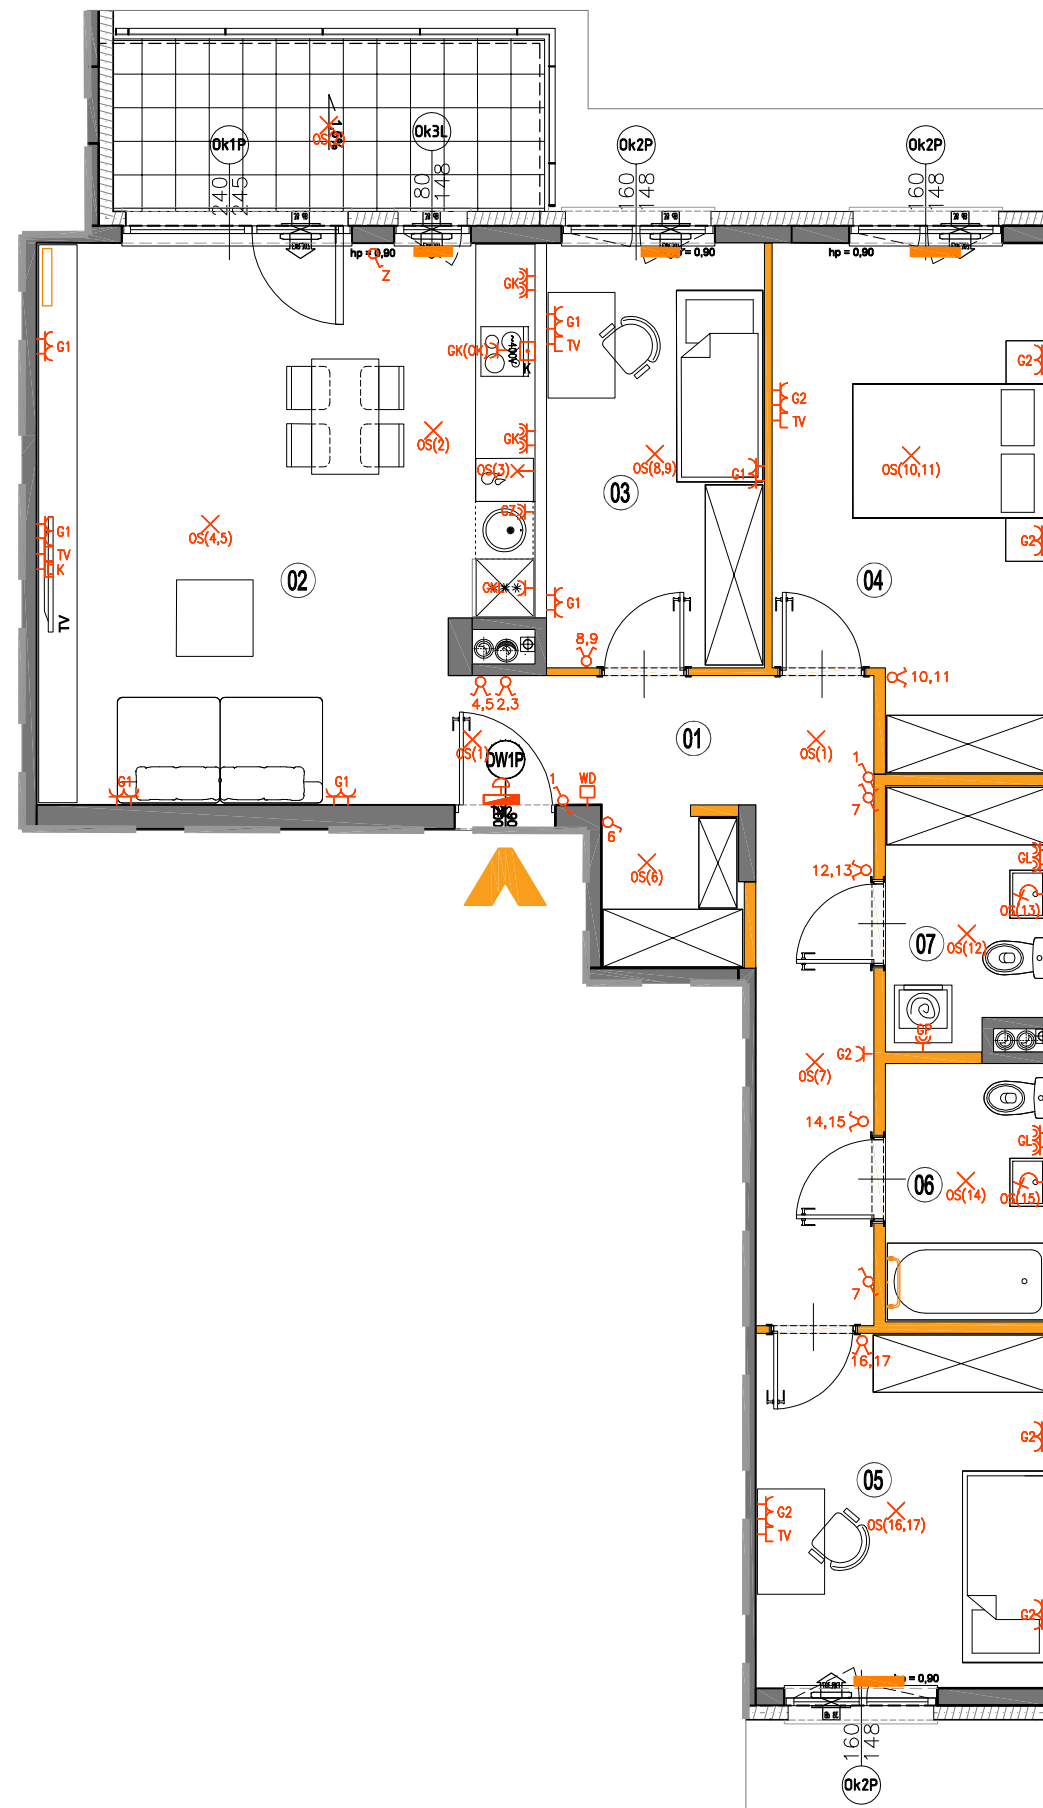 Ok1P
Ok3L
Ok2P
Ok2P
240
245
80
148
160
148
160
148
1,5%
hp = 0,90
hp = 0,90
Z
G1
GK
GK(OK)
~400V
K
G1
TV
G2
TV
G2
OS(2)
GK
OS(3)
OS(8,9)
G1
OS(10,11)
03
GZ
G1
TV
K
OS(4,5)
G2
02
04
GK
G1
TV
8,9
10,11
4,5
2,3
01
OS(1)
OS(1)
OW1P
1
G1
G1
WD
1
7
6
OS(6)
12,13
GL
OS(13)
07
OS(12)
GP
G2
OS(7)
14,15
GL
06
OS(14)
OS(15)
7
16,17
G2
05
G2
TV
OS(16,17)
G2
= 0,90
160
148
Ok2P